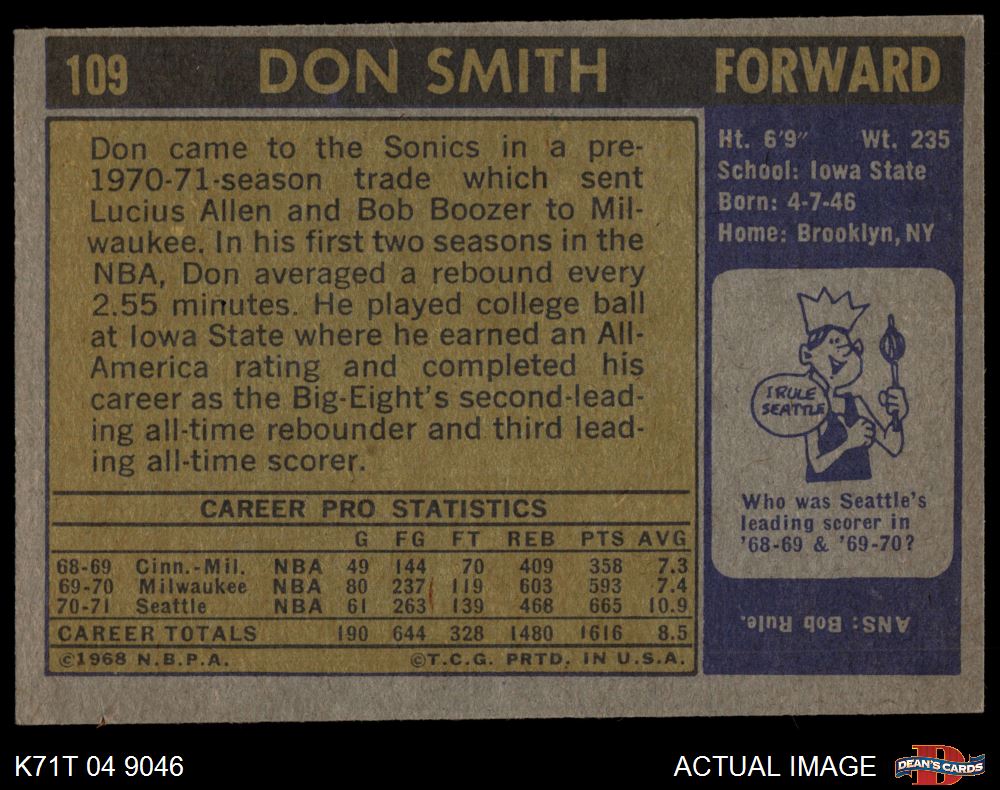 109 DON SMITH FORWARD
Don came to the Sonics in a pre-
1970-71-season trade which sent
Lucius Allen and Bob Boozer to Mil-
waukee. In his first two seasons in the
NBA, Don averaged a rebound every
2.55 minutes. He played college ball
at Iowa State where he earned an All-
America rating and completed his
career as the Big-Eight's second-lead-
ing all-time rebounder and third lead-
ing all-time scorer.
CAREER PRO STATISTICS
G FG FT REB PTS AVG
68-69 Cinn.-Mil. NBA 49 144 70 409 358 7.3
69-70 Milwaukee NBA 80 237 119 603 593 7.4
70-71 Seattle NBA 61 263 139 468 665 10.9
CAREER TOTALS 190 644 328 1480 1616 8.5
©1968 N.B.P.A. ©T.C.G. PRTD. IN U.S.A.
Ht. 6'9" Wt. 235
School: Iowa State
Born: 4-7-46
Home: Brooklyn, NY
I RULE
SEATTLE
Who was Seattle's
leading scorer in
'68-69 & '69-70?
ANS: Bob Rule.
K71T 04 9046 ACTUAL IMAGE
D
DEAN'S CARDS